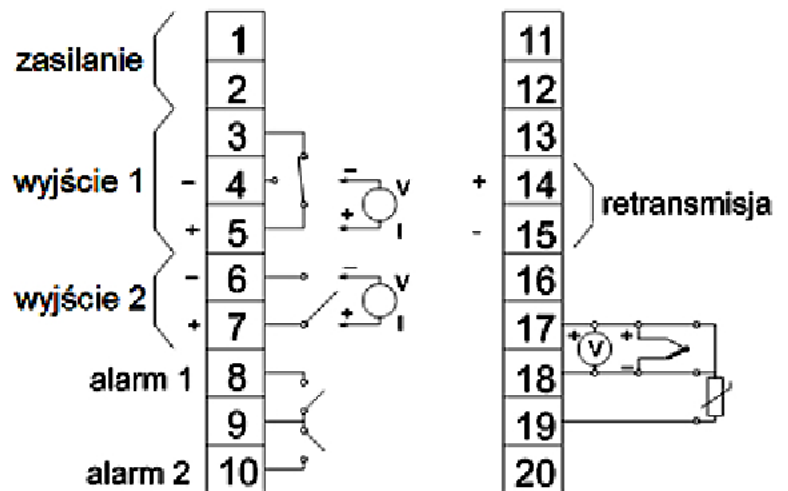 zasilanie 1 11
2 12
3 13
wyjście 1 - 4 - V + 14
+ 5 + I - 15
retransmisja
wyjście 2 - 6 - V 16
+ 7 + I 17 + V +
alarm 1 8 18 -
9 19
alarm 2 10 20